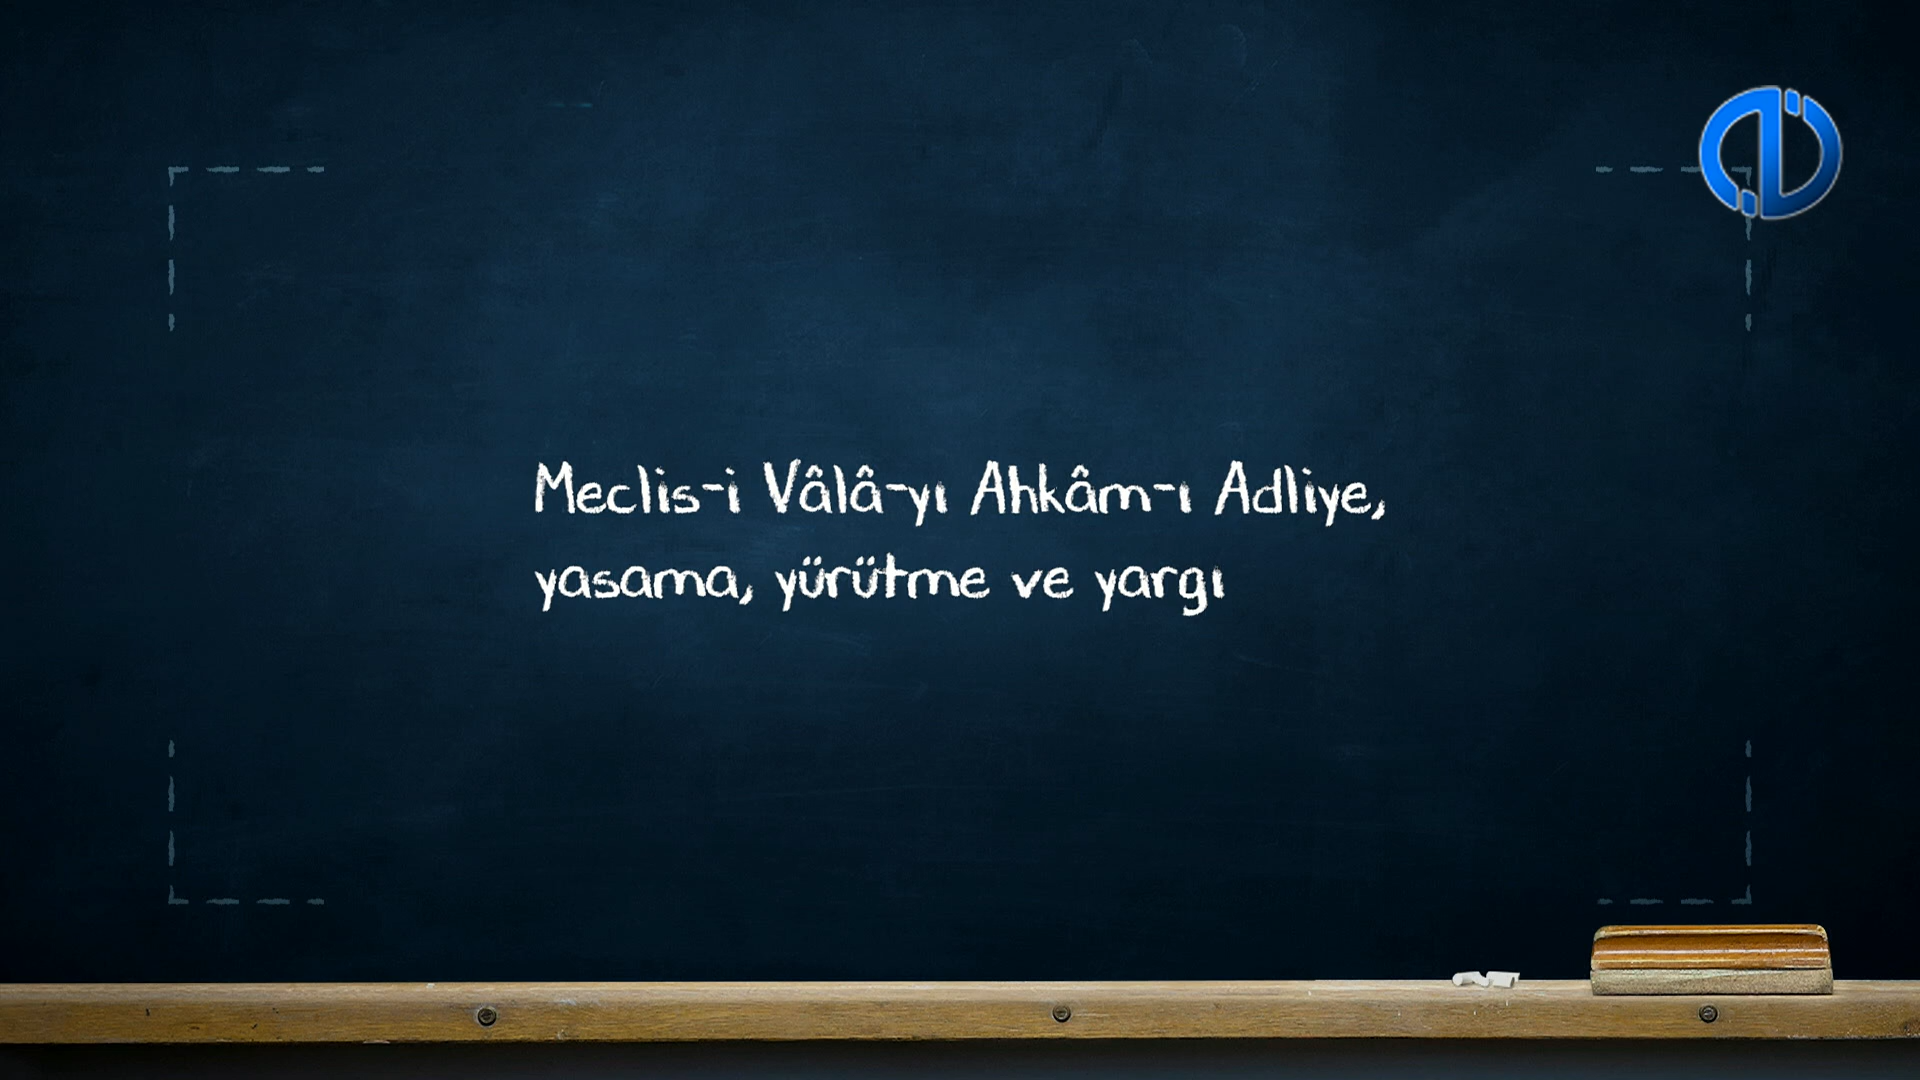 Meclis-i Vâlâ-yı Ahkâm-ı Adliye,
yasama, yürütme ve yargı